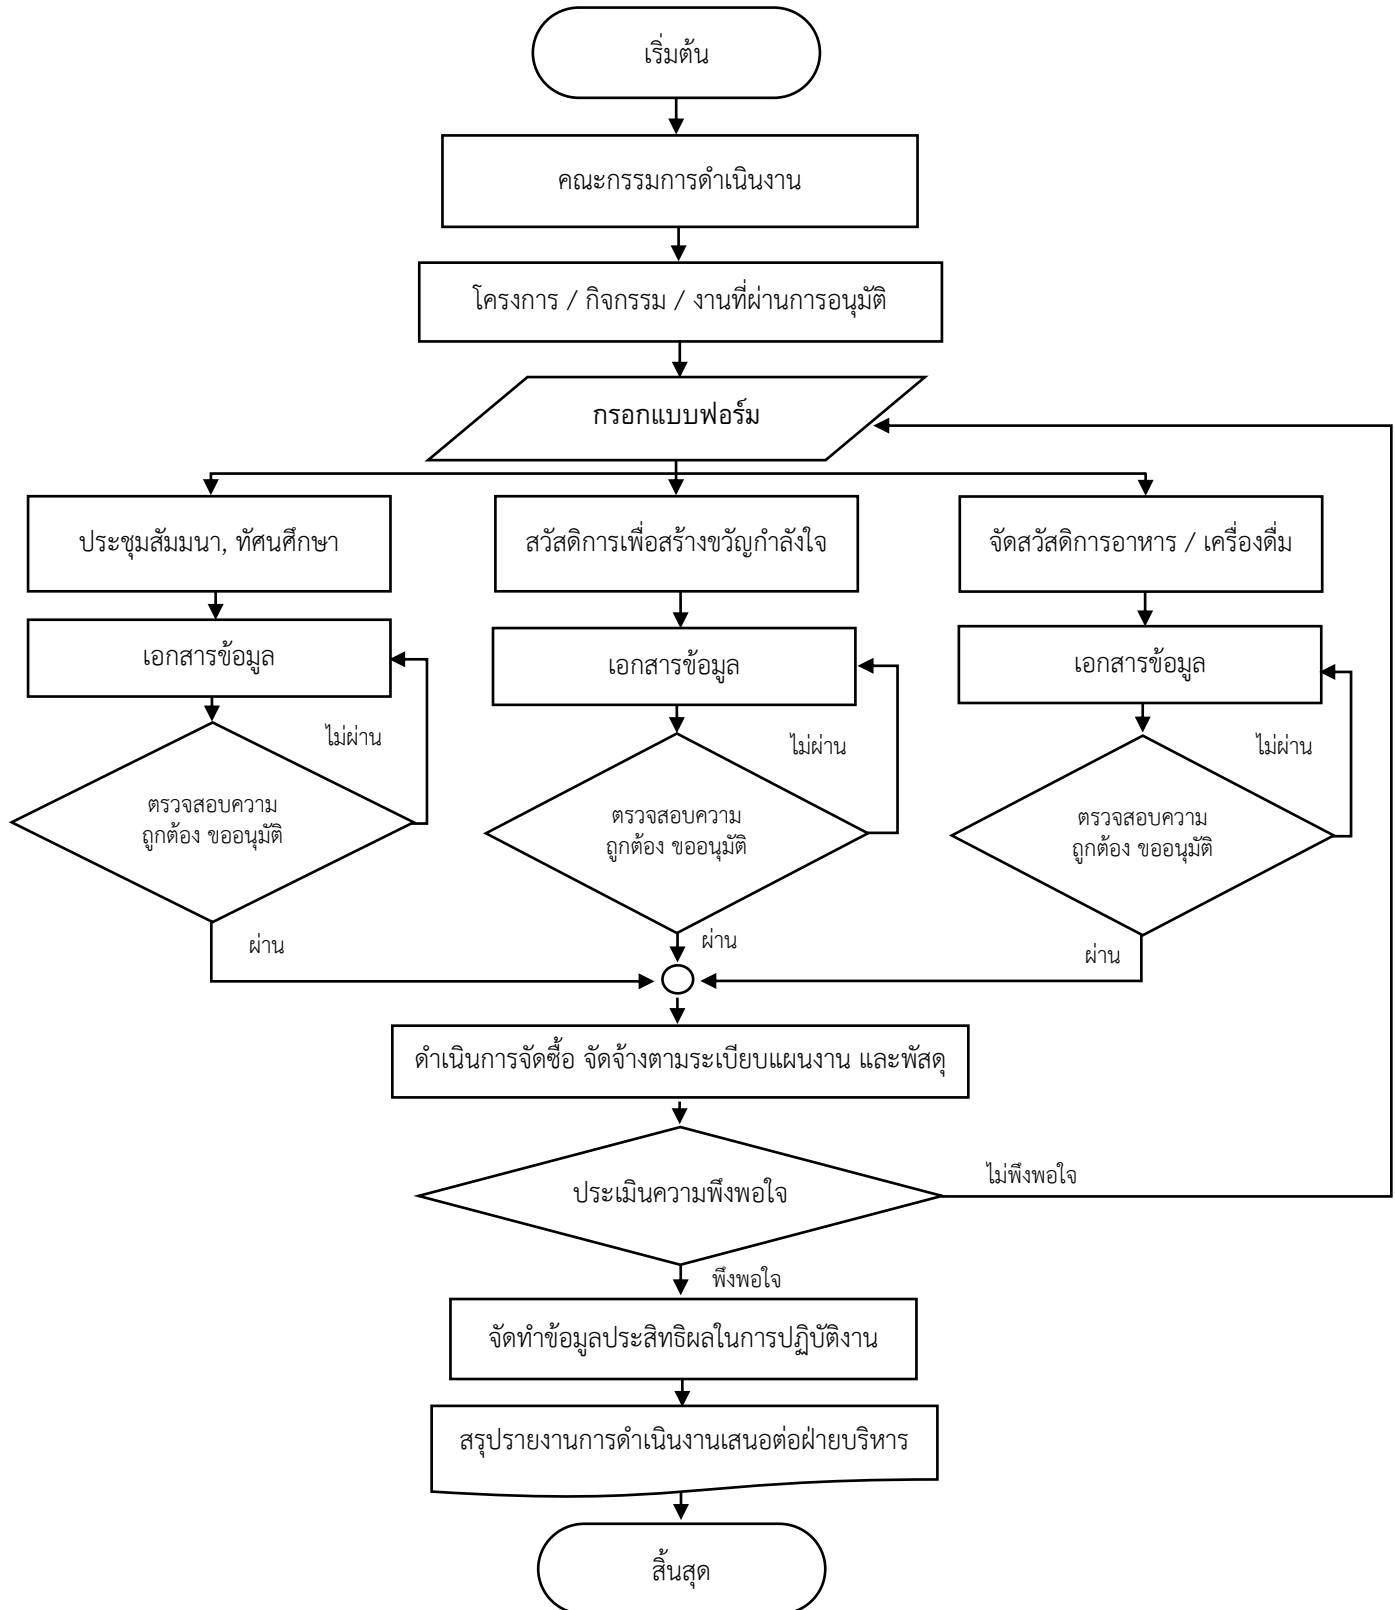 เริ่มต้น
คณะกรรมการดำเนินงาน
โครงการ / กิจกรรม / งานที่ผ่านการอนุมัติ
กรอกแบบฟอร์ม
ประชุมสัมมนา, ทัศนศึกษา
สวัสดิการเพื่อสร้างขวัญกำลังใจ
จัดสวัสดิการอาหาร / เครื่องดื่ม
เอกสารข้อมูล
เอกสารข้อมูล
เอกสารข้อมูล
ไม่ผ่าน
ไม่ผ่าน
ไม่ผ่าน
ตรวจสอบความ
ถูกต้อง ขออนุมัติ
ตรวจสอบความ
ถูกต้อง ขออนุมัติ
ตรวจสอบความ
ถูกต้อง ขออนุมัติ
ผ่าน
ผ่าน
ผ่าน
ดำเนินการจัดซื้อ จัดจ้างตามระเบียบแผนงาน และพัสดุ
ประเมินความพึงพอใจ
ไม่พึงพอใจ
พึงพอใจ
จัดทำข้อมูลประสิทธิผลในการปฏิบัติงาน
สรุปรายงานการดำเนินงานเสนอต่อฝ่ายบริหาร
สิ้นสุด